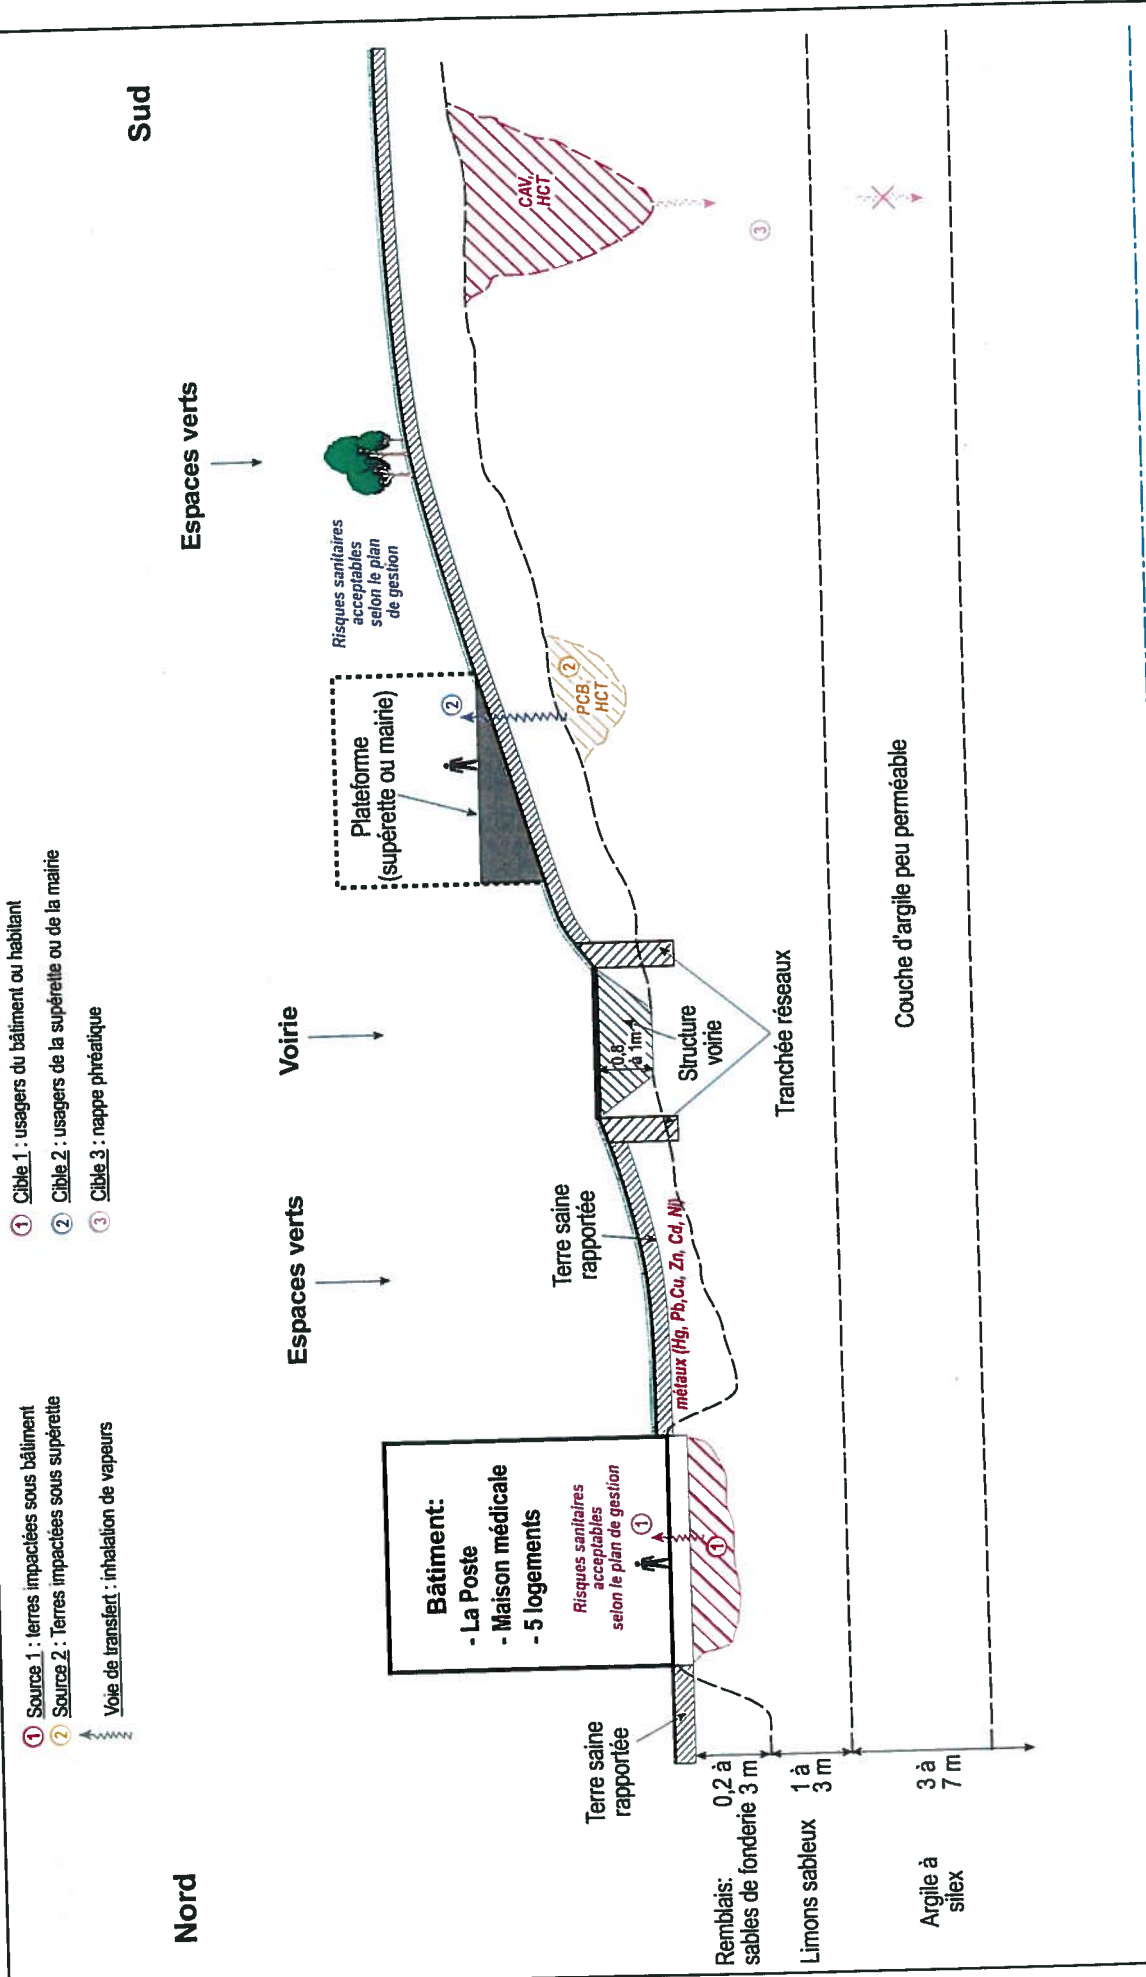 ① Source 1 : terres impactées sous bâtiment
② Source 2 : Terres impactées sous supérette
Voie de transfert : inhalation de vapeurs
① Cible 1 : usagers du bâtiment ou habitant
② Cible 2 : usagers de la supérette ou de la mairie
③ Cible 3 : nappe phréatique
Nord
Sud
Espaces verts
Voirie
Espaces verts
Bâtiment:
- La Poste
- Maison médicale
- 5 logements
Risques sanitaires
acceptables
selon le plan de gestion
①
①
Terre saine
rapportée
Terre saine
rapportée
métaux (Hg, Pb,Cu, Zn, Cd, Ni)
0,8
à 1m
Structure
voirie
Tranchée réseaux
Plateforme
(supérette ou mairie)
②
Risques sanitaires
acceptables
selon le plan
de gestion
②
PCB,
HCT
CAV,
HCT
③
Couche d'argile peu perméable
Remblais:
sables de fonderie
0,2 à
3 m
Limons sableux
1 à
3 m
Argile à
silex
3 à
7 m